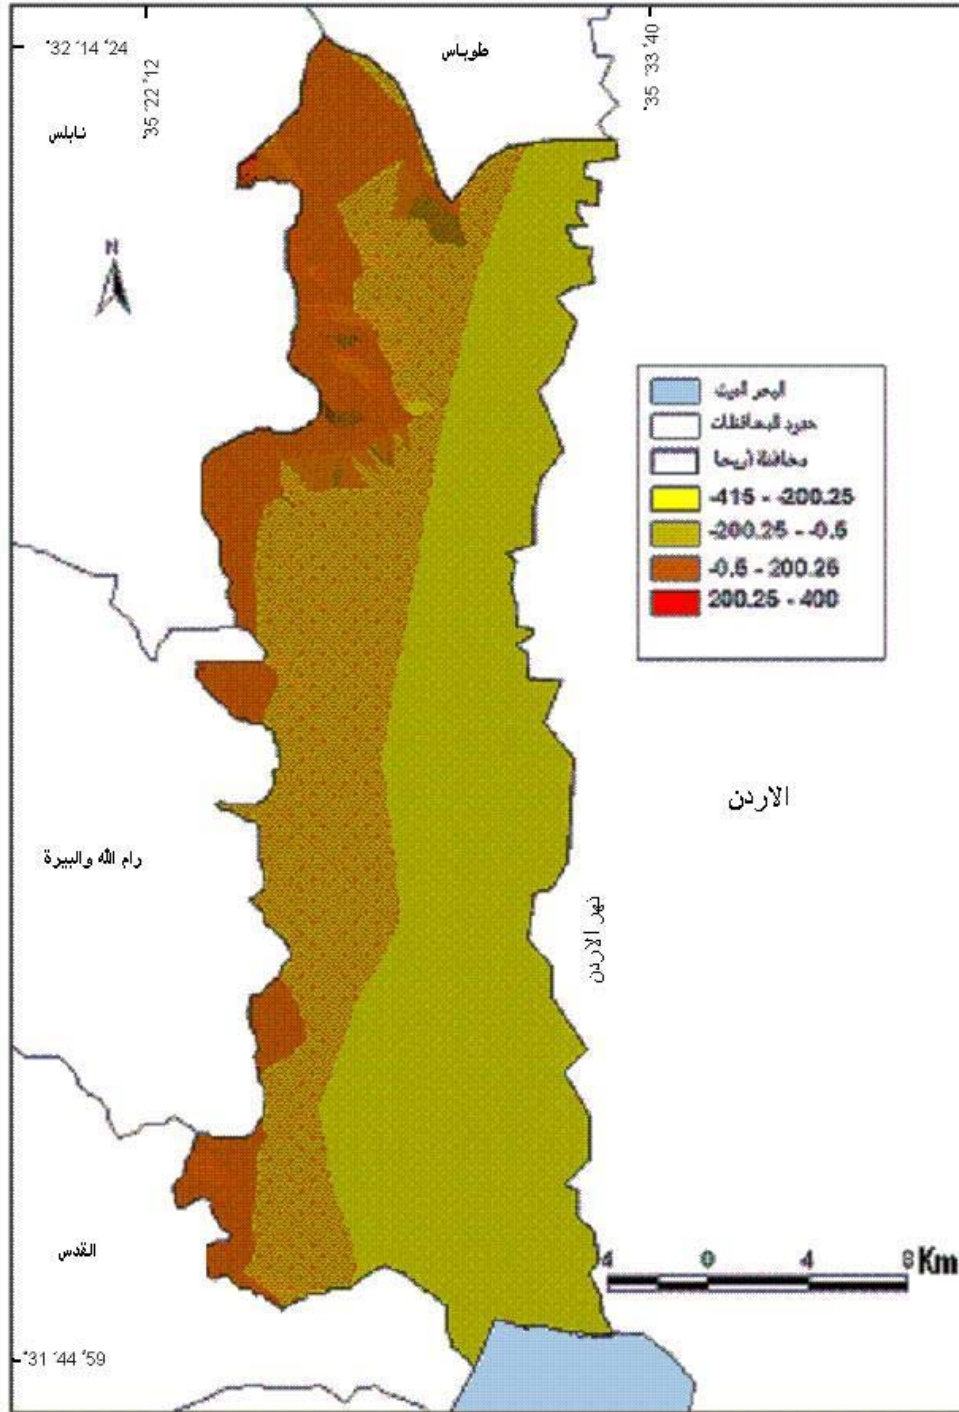 طوباس
°32 ´14 ˚24
°35 ´22 ˚12
°35 ´33 ˚40
نابلس
N
البحر الميت
حدود المحافظات
محافظة أريحا
-415 - -200.25
-200.25 - -0.5
-0.5 - 200.25
200.25 - 400
الاردن
رام الله والبيرة
نهر الاردن
القدس
4 0 4 8 Km
°31 ´44 ˚59